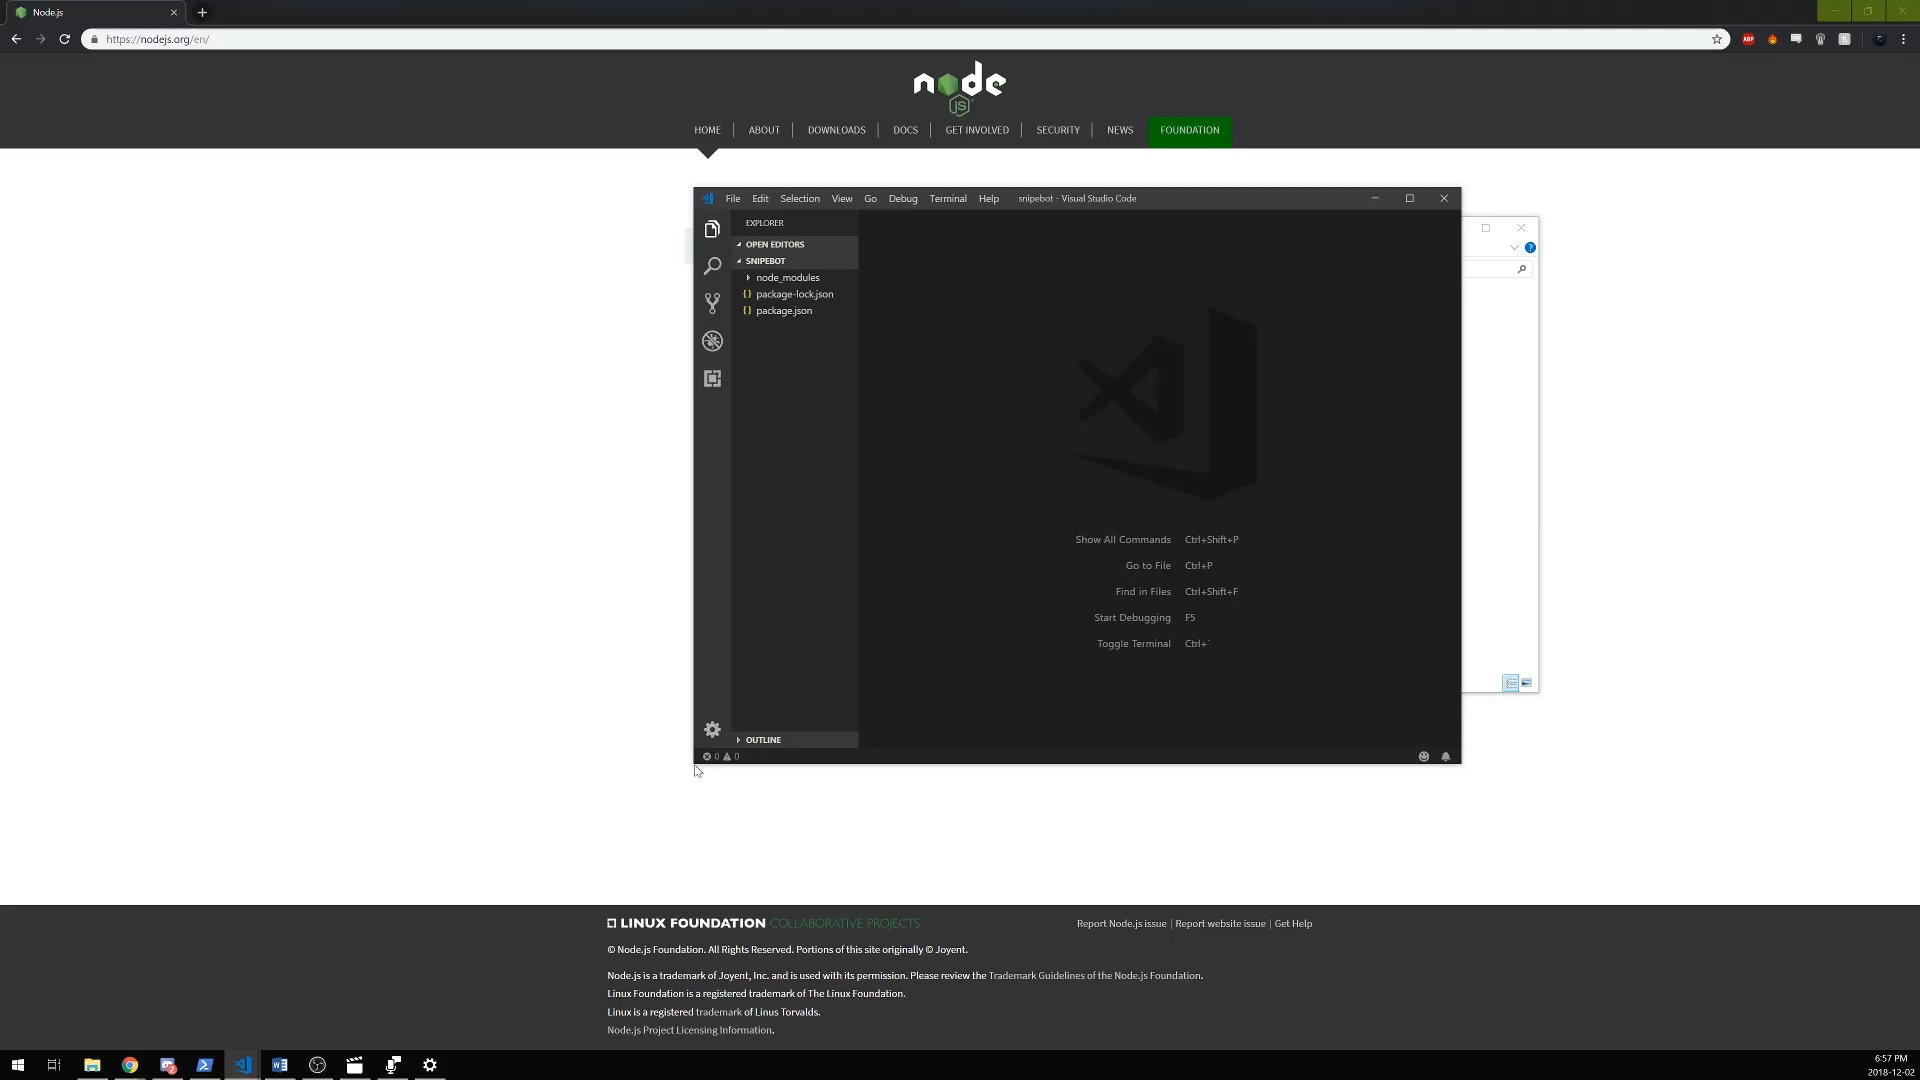 Node.js
https://nodejs.org/en/
ABP
node
JS
HOME
ABOUT
DOWNLOADS
DOCS
GET INVOLVED
SECURITY
NEWS
FOUNDATION
File Edit Selection View Go Debug Terminal Help snipebot - Visual Studio Code
EXPLORER
OPEN EDITORS
SNIPEBOT
node_modules
{} package-lock.json
{} package.json
Show All Commands Ctrl+Shift+P
Go to File Ctrl+P
Find in Files Ctrl+Shift+F
Start Debugging F5
Toggle Terminal Ctrl+`
OUTLINE
0 0
LINUX FOUNDATION COLLABORATIVE PROJECTS
Report Node.js issue | Report website issue | Get Help
© Node.js Foundation. All Rights Reserved. Portions of this site originally © Joyent.
Node.js is a trademark of Joyent, Inc. and is used with its permission. Please review the Trademark Guidelines of the Node.js Foundation.
Linux Foundation is a registered trademark of The Linux Foundation.
Linux is a registered trademark of Linus Torvalds.
Node.js Project Licensing Information.
2
6:57 PM
2018-12-02